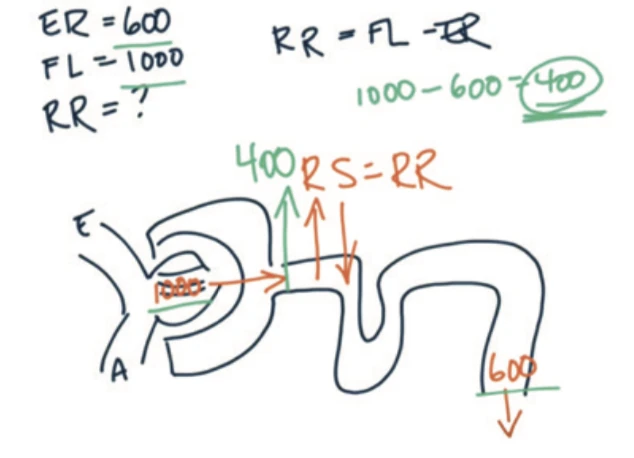 ER = 600
FL = 1000
RR = ?
RR = FL - ER
1000 - 600 = 400
400
RS = RR
E
1000
A
600